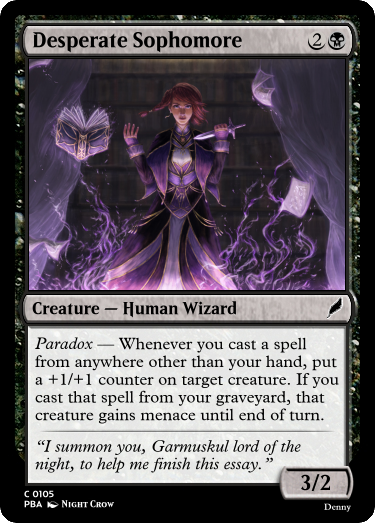 Desperate Sophomore 2
Creature — Human Wizard
Paradox — Whenever you cast a spell
from anywhere other than your hand, put
a +1/+1 counter on target creature. If you
cast that spell from your graveyard, that
creature gains menace until end of turn.
“I summon you, Garmuskul lord of the
night, to help me finish this essay.”
3/2
C 0105
PBA Night Crow
Denny